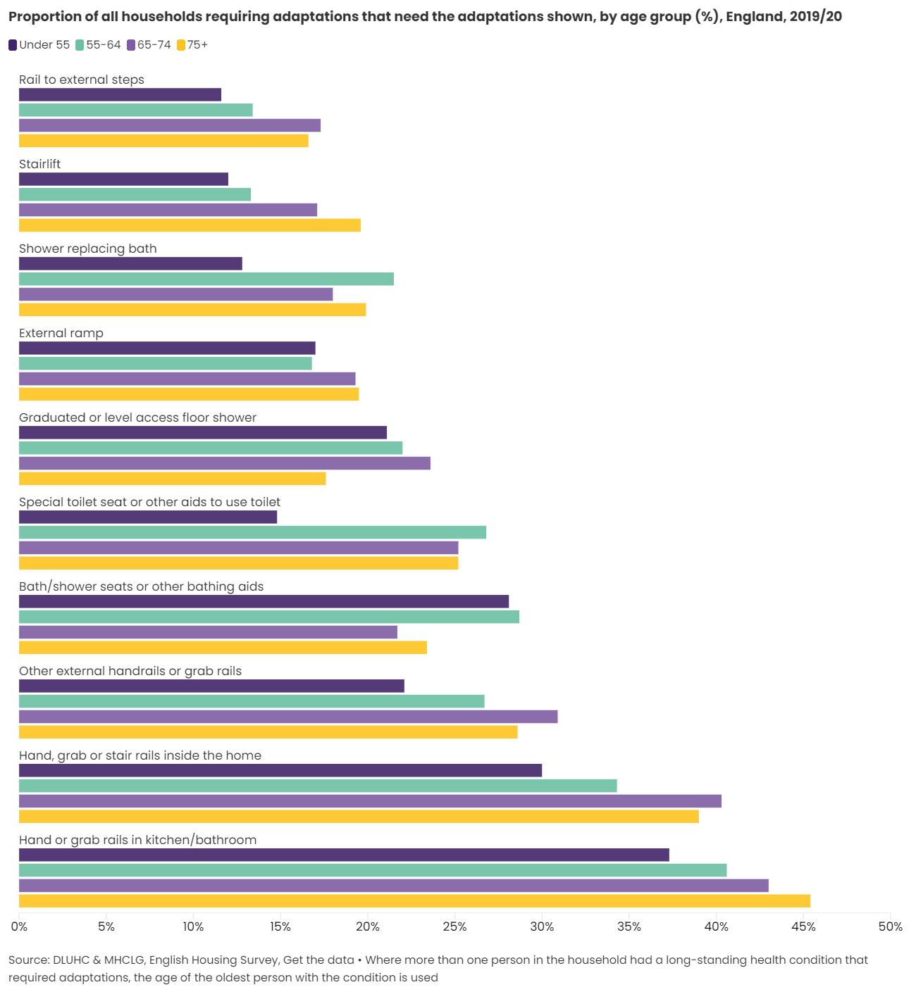 Proportion of all households requiring adaptations that need the adaptations shown, by age group (%), England, 2019/20
Under 55 55-64 65-74 75+
Rail to external steps
Stairlift
Shower replacing bath
External ramp
Graduated or level access floor shower
Special toilet seat or other aids to use toilet
Bath/shower seats or other bathing aids
Other external handrails or grab rails
Hand, grab or stair rails inside the home
Hand or grab rails in kitchen/bathroom
0% 5% 10% 15% 20% 25% 30% 35% 40% 45% 50%
Source: DLUHC & MHCLG, English Housing Survey, Get the data • Where more than one person in the household had a long-standing health condition that
required adaptations, the age of the oldest person with the condition is used